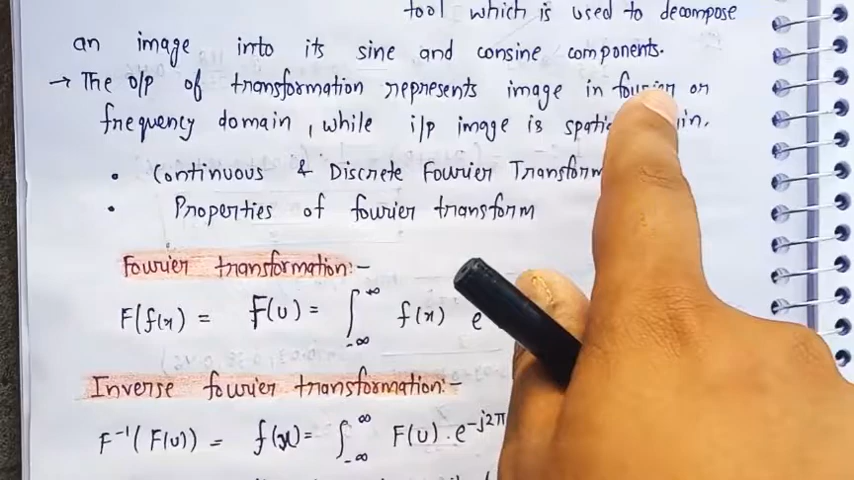 tool which is used to decompose
an image into its sine and consine components.
→ The o/p of transformation represents image in fourier or
frequency domain, while i/p image is
• Continuous & Discrete Fourier Transform
• Properties of fourier transform
Fourier transformation:-
F(f(x) = F(u) = ∫ -∞ +∞ f(x) e
Inverse fourier transformation:-
F⁻¹(F(u)) = f(x) = ∫ -∞ ∞ F(u) . e^-j2π